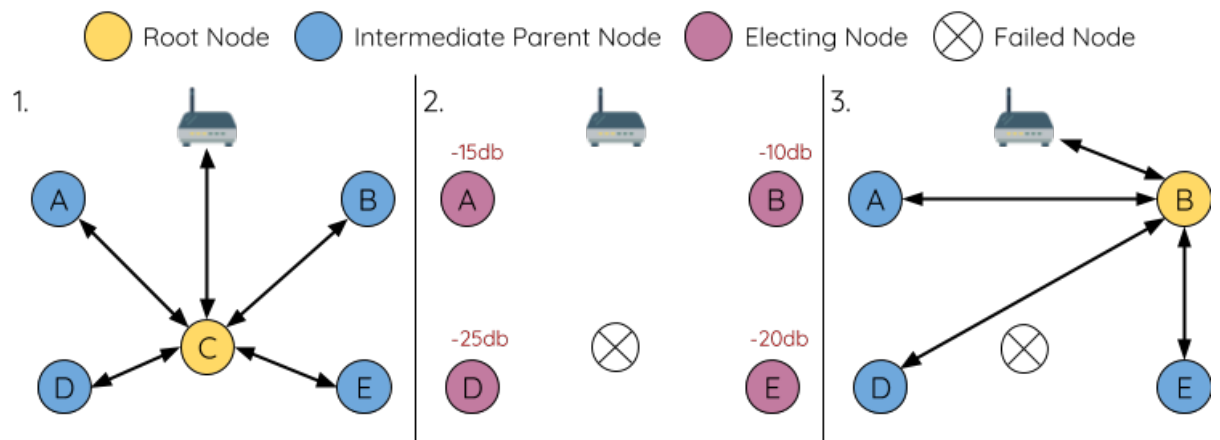 Root Node Intermediate Parent Node Electing Node Failed Node
1.
A
B
C
D
E
2.
-15db
-10db
A
B
-25db
-20db
D
E
3.
A
B
D
E